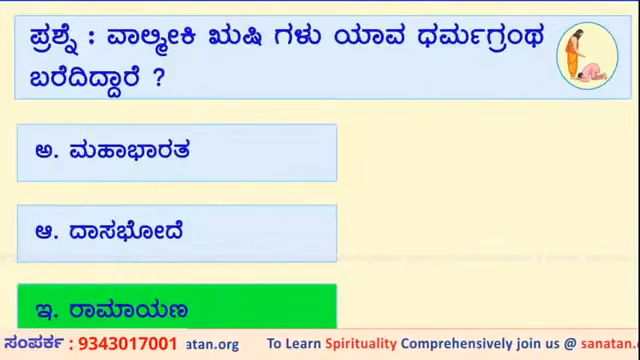 ಪ್ರಶ್ನೆ : ವಾಲ್ಮೀಕಿ ಋಷಿ ಗಳು ಯಾವ ಧರ್ಮಗ್ರಂಥ
ಬರೆದಿದ್ದಾರೆ ?
ಅ. ಮಹಾಭಾರತ
ಆ. ದಾಸಭೋದೆ
ಇ. ರಾಮಾಯಣ
ಸಂಪರ್ಕ : 9343017001 atan.org To Learn Spirituality Comprehensively join us @ sanatan.